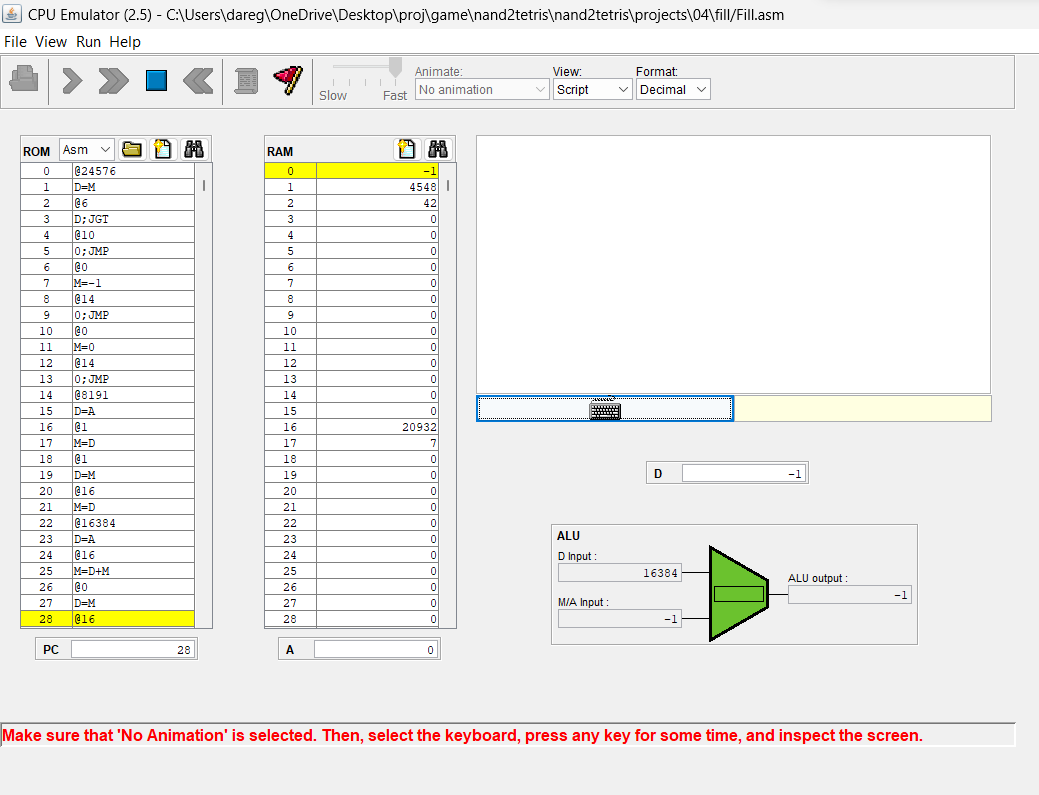 CPU Emulator (2.5) - C:\Users\dareg\OneDrive\Desktop\proj\game\nand2tetris\nand2tetris\projects\04\fill/Fill.asm
File View Run Help
Slow Fast
Animate:
No animation
View:
Script
Format:
Decimal
ROM Asm
0 @24576
1 D=M
2 @6
3 D;JGT
4 @10
5 0;JMP
6 @0
7 M=-1
8 @14
9 0;JMP
10 @0
11 M=0
12 @14
13 0;JMP
14 @8191
15 D=A
16 @1
17 M=D
18 @1
19 D=M
20 @16
21 M=D
22 @16384
23 D=A
24 @16
25 M=D+M
26 @0
27 D=M
28 @16
PC 28
RAM
0 -1
1 4548
2 42
3 0
4 0
5 0
6 0
7 0
8 0
9 0
10 0
11 0
12 0
13 0
14 0
15 0
16 20932
17 7
18 0
19 0
20 0
21 0
22 0
23 0
24 0
25 0
26 0
27 0
28 0
A 0
D -1
ALU
D Input :
16384
M/A Input :
-1
ALU output :
-1
Make sure that 'No Animation' is selected. Then, select the keyboard, press any key for some time, and inspect the screen.